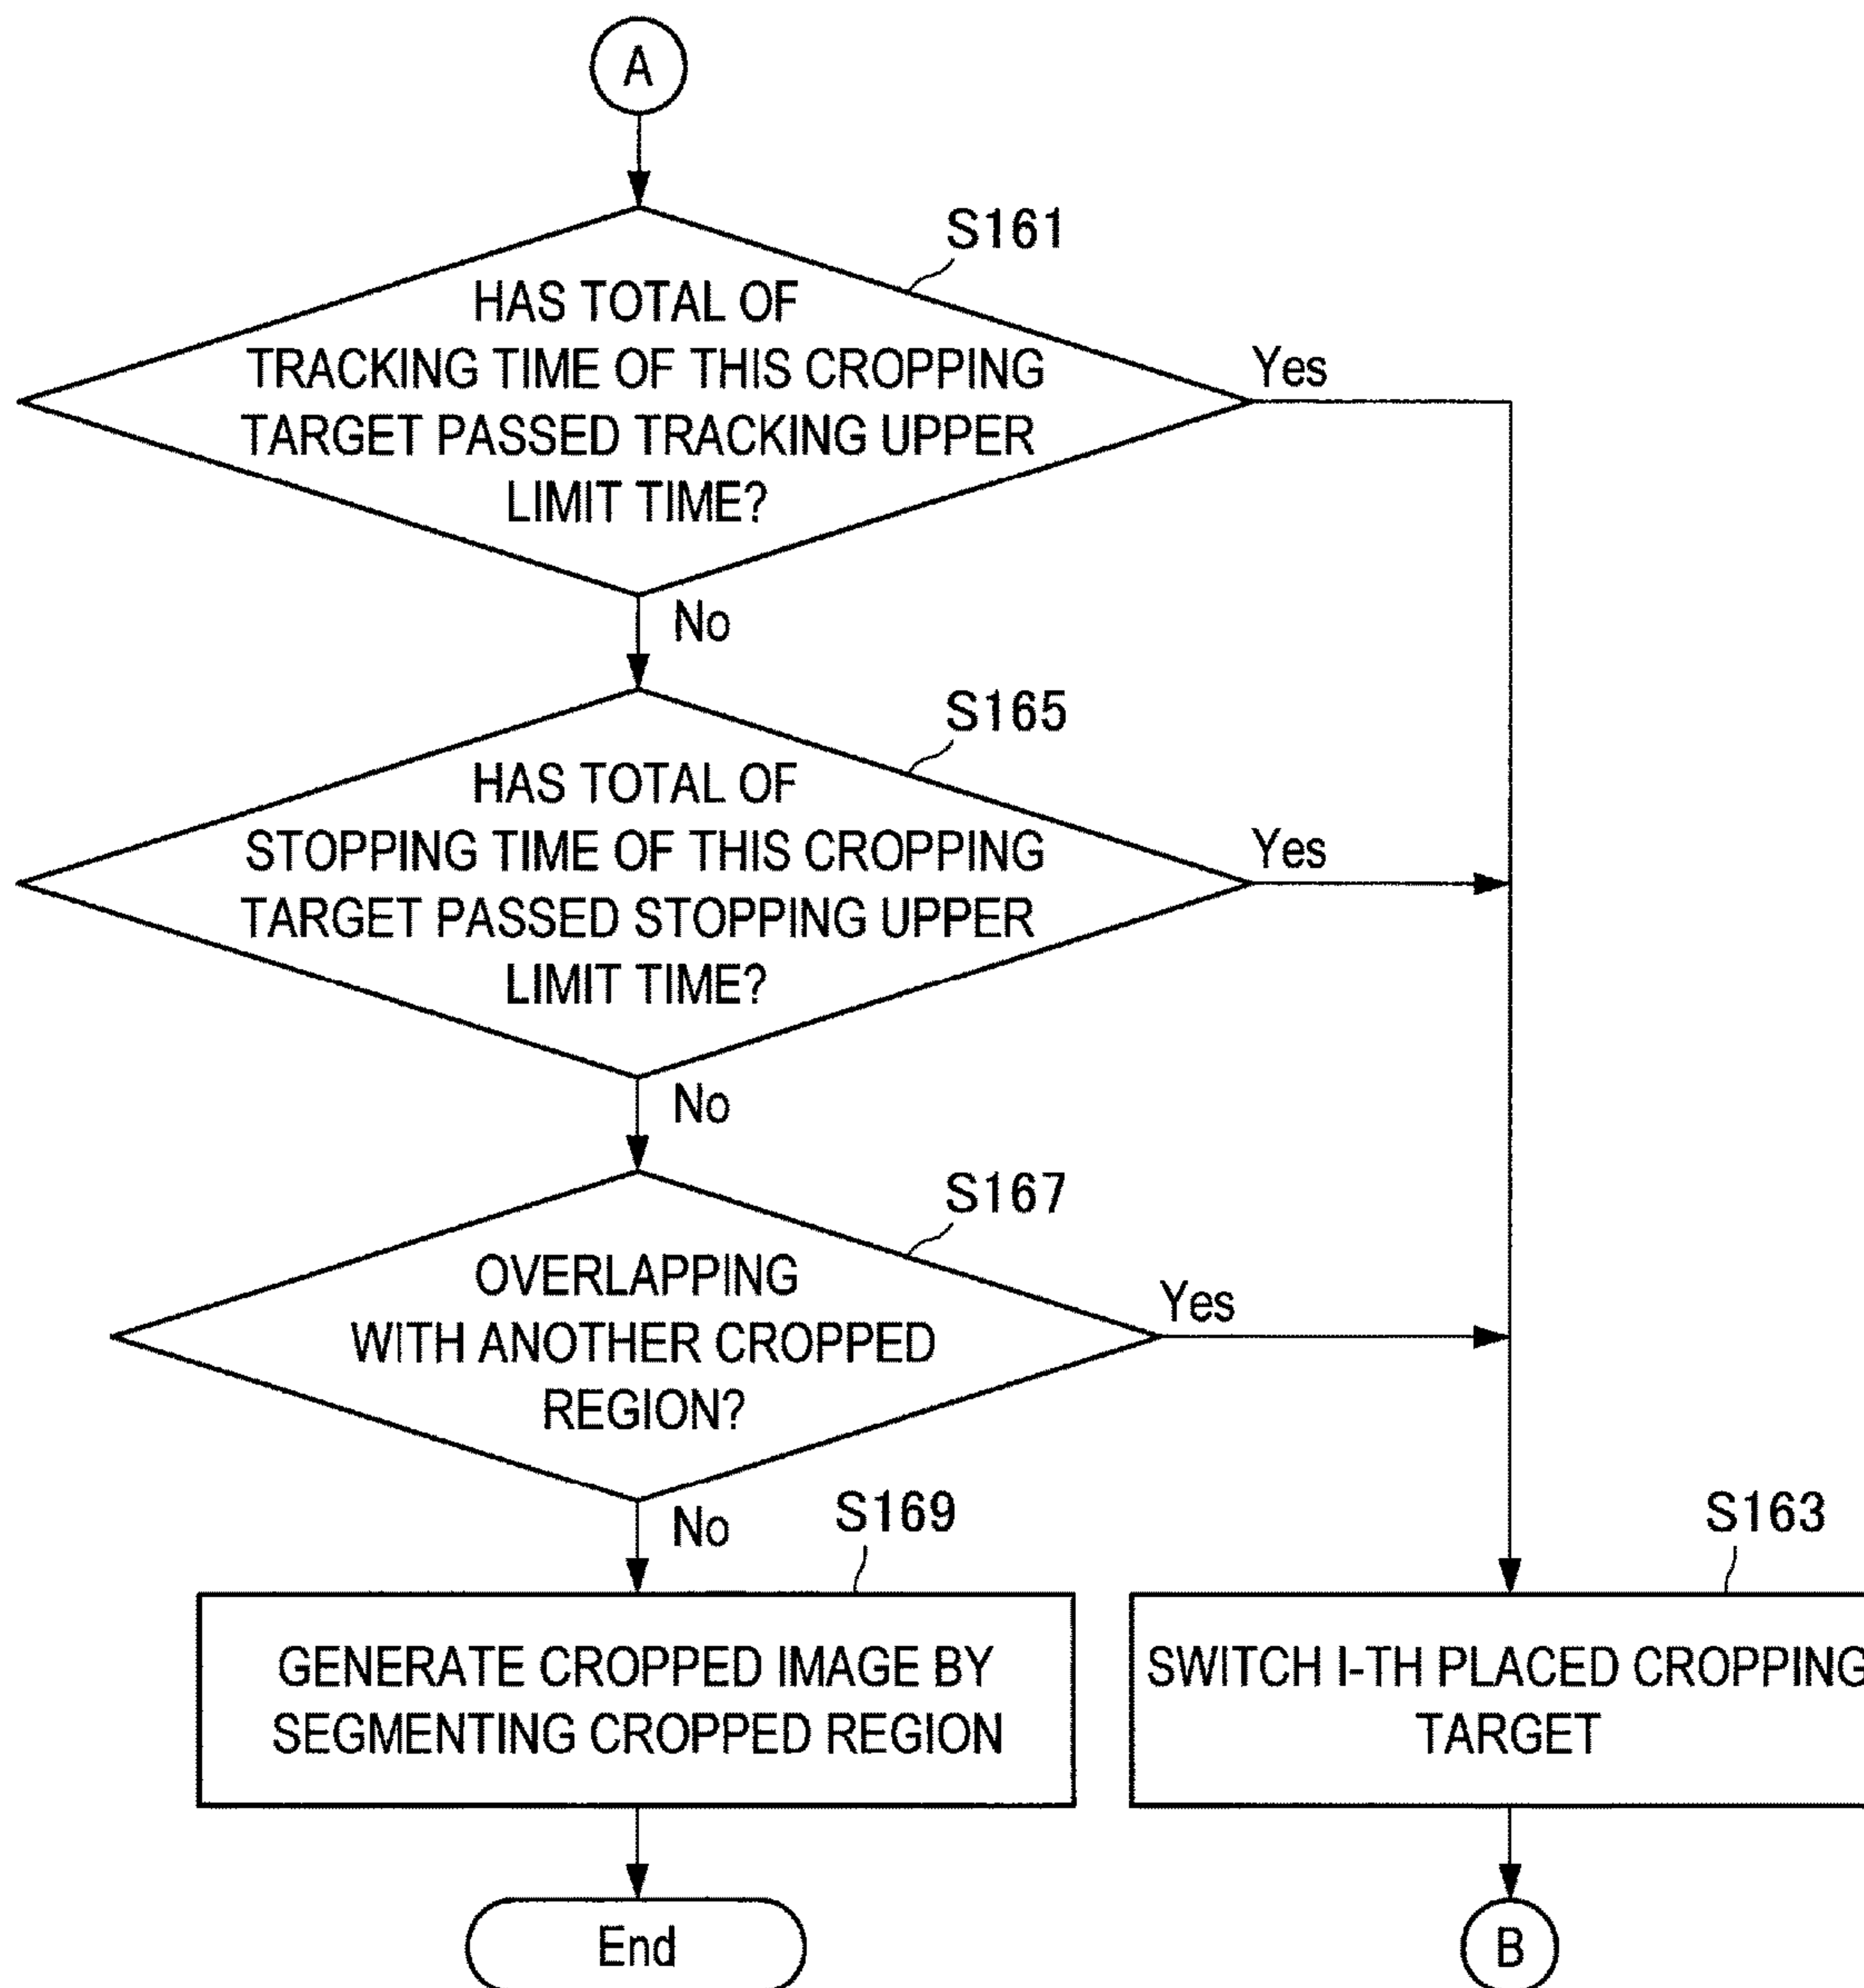 A
S161
HAS TOTAL OF
TRACKING TIME OF THIS CROPPING
TARGET PASSED TRACKING UPPER
LIMIT TIME?
Yes
No
S165
HAS TOTAL OF
STOPPING TIME OF THIS CROPPING
TARGET PASSED STOPPING UPPER
LIMIT TIME?
Yes
No
S167
OVERLAPPING
WITH ANOTHER CROPPED
REGION?
Yes
No
S169
GENERATE CROPPED IMAGE BY
SEGMENTING CROPPED REGION
S163
SWITCH I-TH PLACED CROPPING
TARGET
End
B